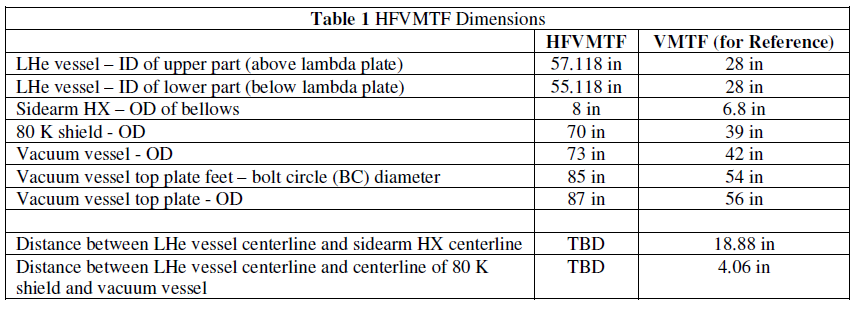 Table 1 HFVMTF Dimensions
HFVMTF VMTF (for Reference)
LHe vessel – ID of upper part (above lambda plate) 57.118 in 28 in
LHe vessel – ID of lower part (below lambda plate) 55.118 in 28 in
Sidearm HX – OD of bellows 8 in 6.8 in
80 K shield - OD 70 in 39 in
Vacuum vessel - OD 73 in 42 in
Vacuum vessel top plate feet – bolt circle (BC) diameter 85 in 54 in
Vacuum vessel top plate - OD 87 in 56 in
Distance between LHe vessel centerline and sidearm HX centerline TBD 18.88 in
Distance between LHe vessel centerline and centerline of 80 K TBD 4.06 in
shield and vacuum vessel